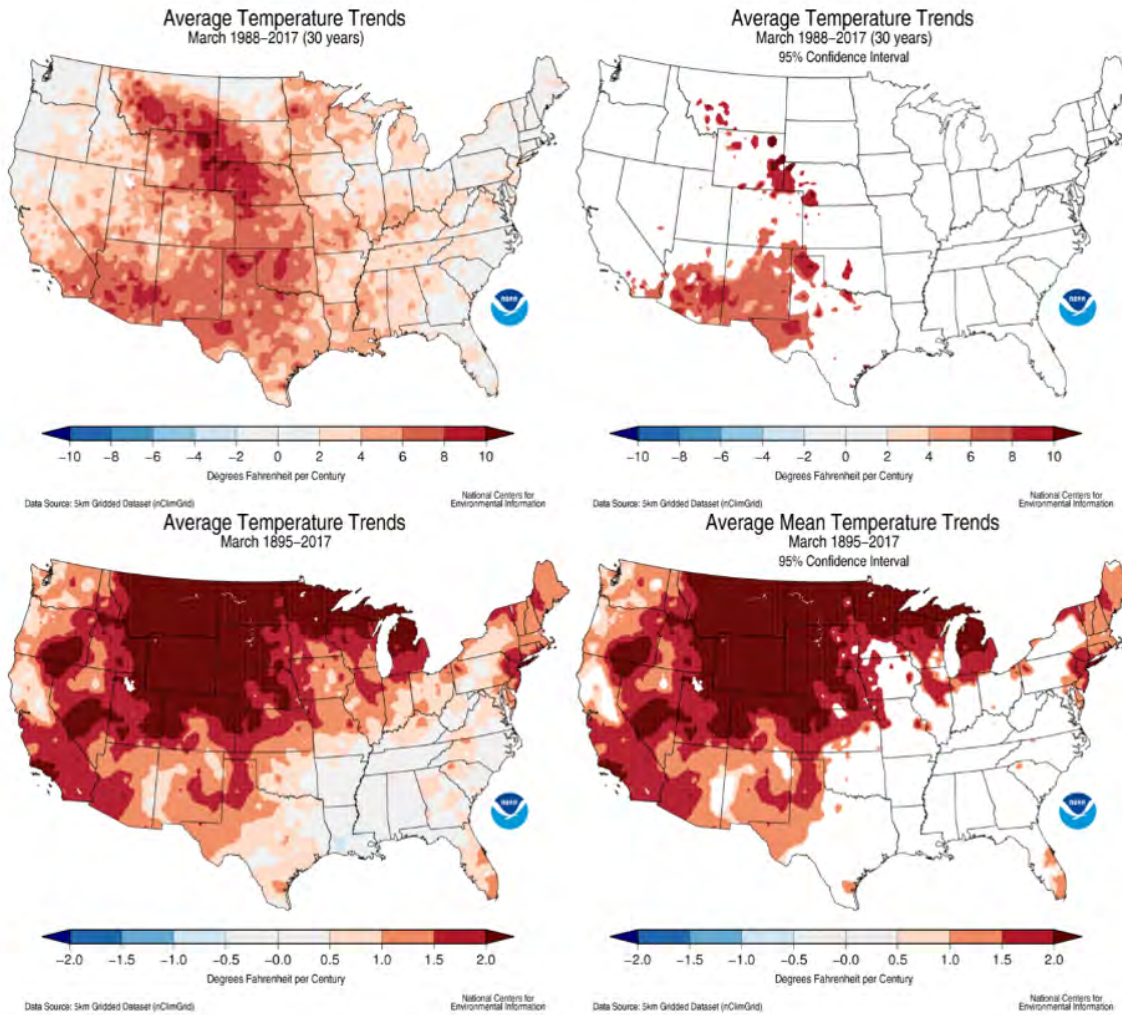 Average Temperature Trends
March 1988-2017 (30 years)
-10 -8 -6 -4 -2 0 2 4 6 8 10
Degrees Fahrenheit per Century
Data Source: 5km Gridded Dataset (nClimGrid)
National Centers for
Environmental Information
Average Temperature Trends
March 1988-2017 (30 years)
95% Confidence Interval
noaa
-10 -8 -6 -4 -2 0 2 4 6 8 10
Degrees Fahrenheit per Century
Data Source: 5km Gridded Dataset (nClimGrid)
National Centers for
Environmental Information
Average Temperature Trends
March 1895-2017
noaa
-2.0 -1.5 -1.0 -0.5 -0.0 0.5 1.0 1.5 2.0
Degrees Fahrenheit per Century
Data Source: 5km Gridded Dataset (nClimGrid)
National Centers for
Environmental Information
Average Mean Temperature Trends
March 1895-2017
95% Confidence Interval
noaa
-2.0 -1.5 -1.0 -0.5 -0.0 0.5 1.0 1.5 2.0
Degrees Fahrenheit per Century
Data Source: 5km Gridded Dataset (nClimGrid)
National Centers for
Environmental Information